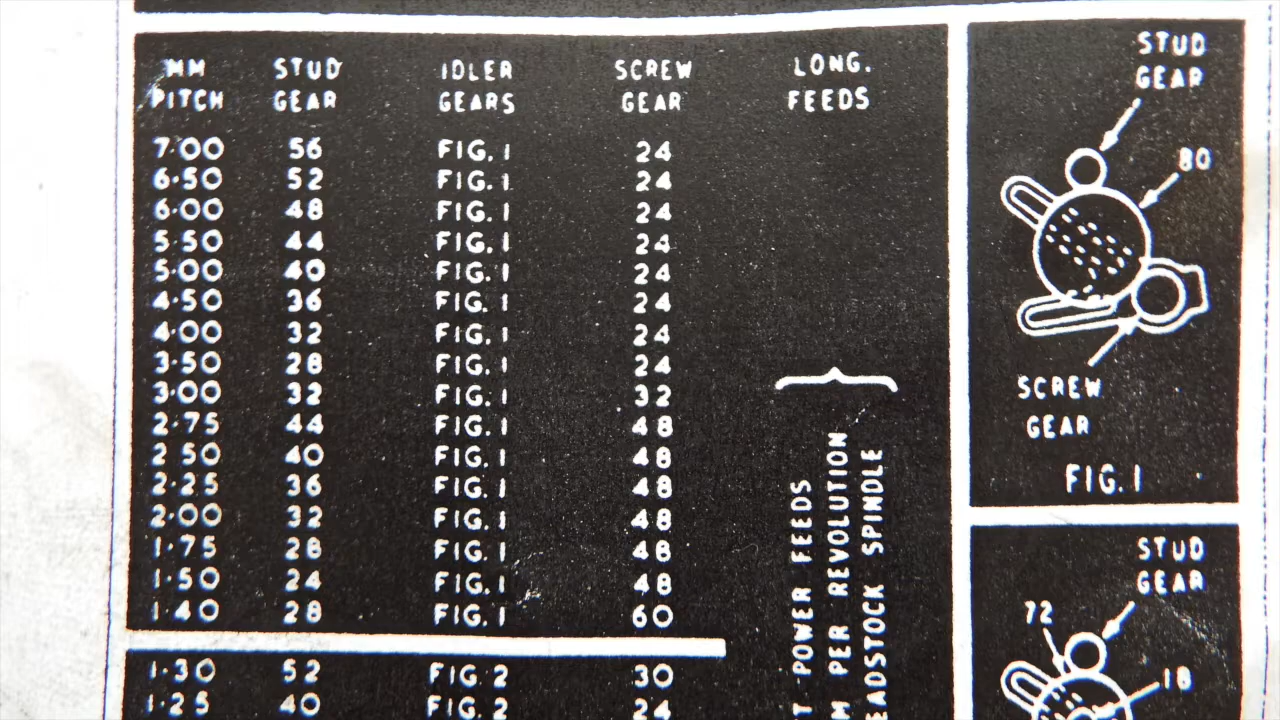 MM PITCH STUD GEAR IDLER GEARS SCREW GEAR LONG. FEEDS
7·00 56 FIG. 1 24
6·50 52 FIG. 1 24
6·00 48 FIG. 1 24
5·50 44 FIG. 1 24
5·00 40 FIG. 1 24
4·50 36 FIG. 1 24
4·00 32 FIG. 1 24
3·50 28 FIG. 1 24
3·00 32 FIG. 1 32
2·75 44 FIG. 1 48
2 50 40 FIG. 1 48
2·25 36 FIG. 1 48
2·00 32 FIG. 1 48
1·75 28 FIG. 1 48
1·50 24 FIG. 1 48
1·40 28 FIG. 1 60
1·30 52 FIG. 2 30
1·25 40 FIG. 2 24
POWER FEEDS
PER REVOLUTION
SPINDLE
STUD
GEAR
80
SCREW
GEAR
FIG. 1
STUD
GEAR
72
18